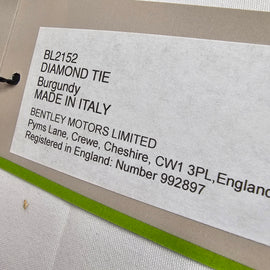 BL2152
DIAMOND TIE
Burgundy
MADE IN ITALY
BENTLEY MOTORS LIMITED
Pyms Lane, Crewe, Cheshire, CW1 3PL, England
Registered in England: Number 992897